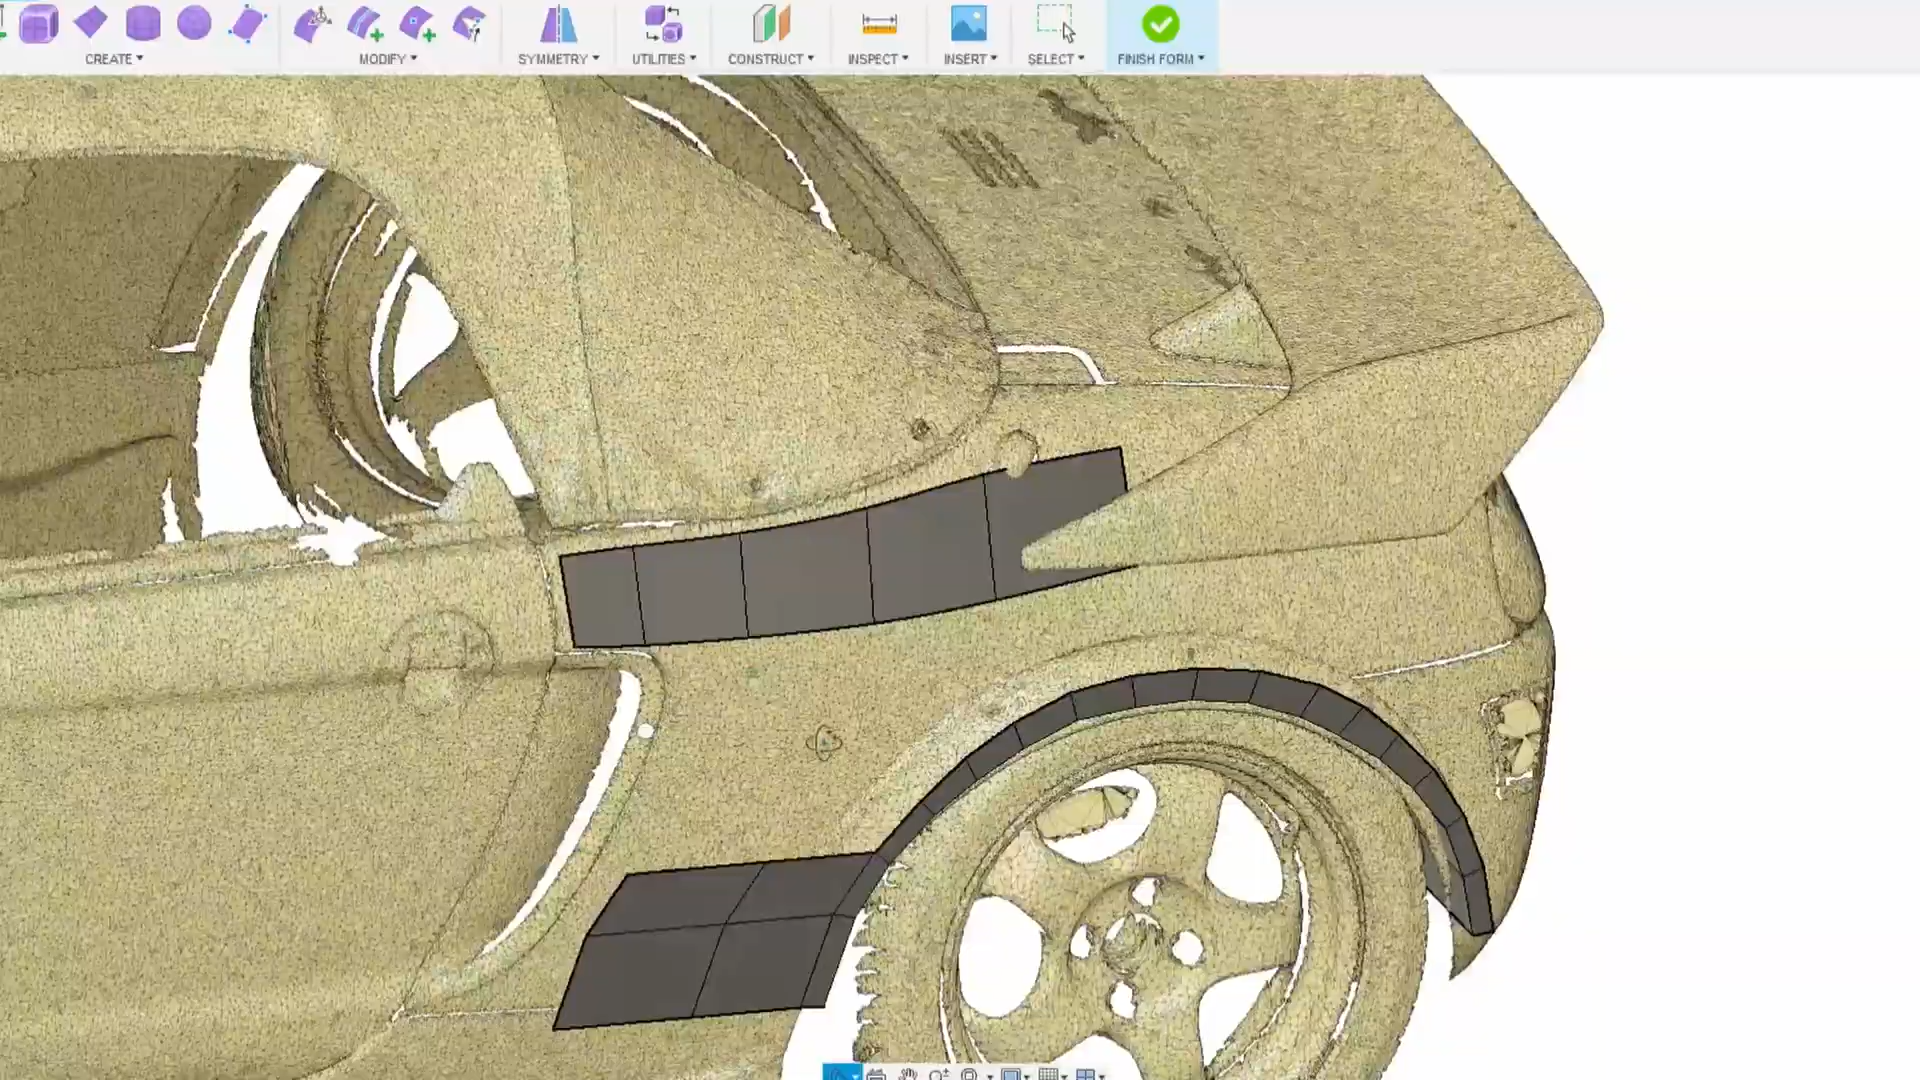 CREATE
MODIFY
SYMMETRY
UTILITIES
CONSTRUCT
INSPECT
INSERT
SELECT
FINISH FORM